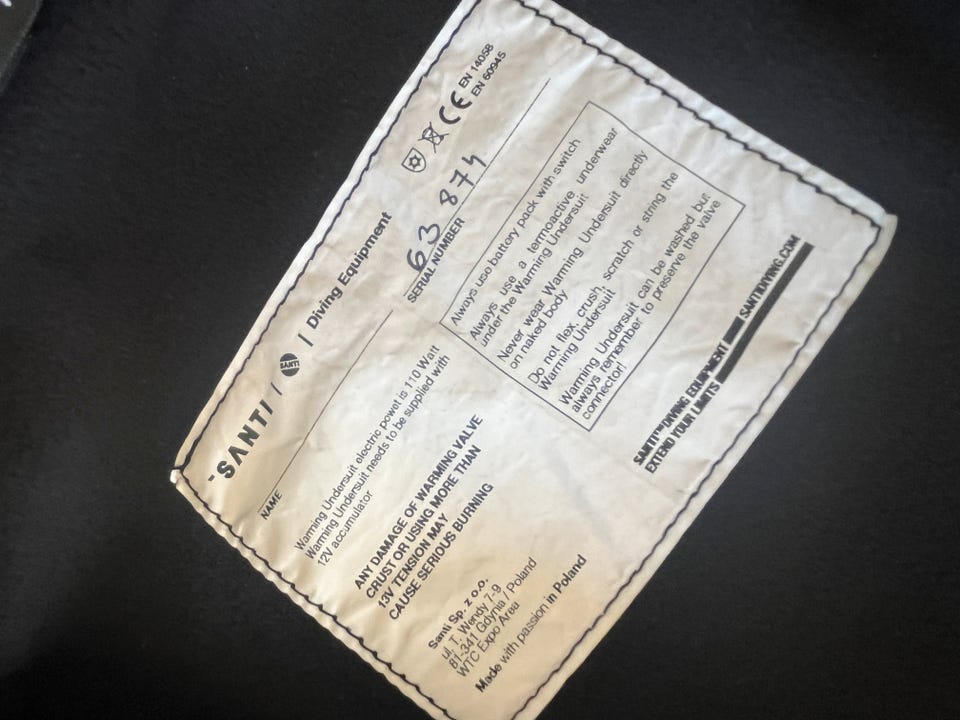 SANTI | SANTI | Diving Equipment
NAME
63 874
SERIAL NUMBER
CE EN 14058
EN 60945
Warming Undersuit electric power is 110 Watt
Warming Undersuit needs to be supplied with
12V accumulator
ANY DAMAGE OF WARMING VALVE
CRUST OR USING MORE THAN
13V TENSION MAY
CAUSE SERIOUS BURNING
Santi Sp. z o.o.
ul. T. Wendy 7-9
81-341 Gdynia / Poland
WTC Expo Area
Made with passion in Poland
Always use battery pack with switch
Always use a termoactive underwear
under the Warming Undersuit
Never wear Warming Undersuit directly
on naked body
Do not flex, crush, scratch or string the
Warming Undersuit
Warming Undersuit can be washed but
always remember to preserve the valve
connector!
SANTI™ DIVING EQUIPMENT SANTIDIVING.COM
EXTEND YOUR LIMITS